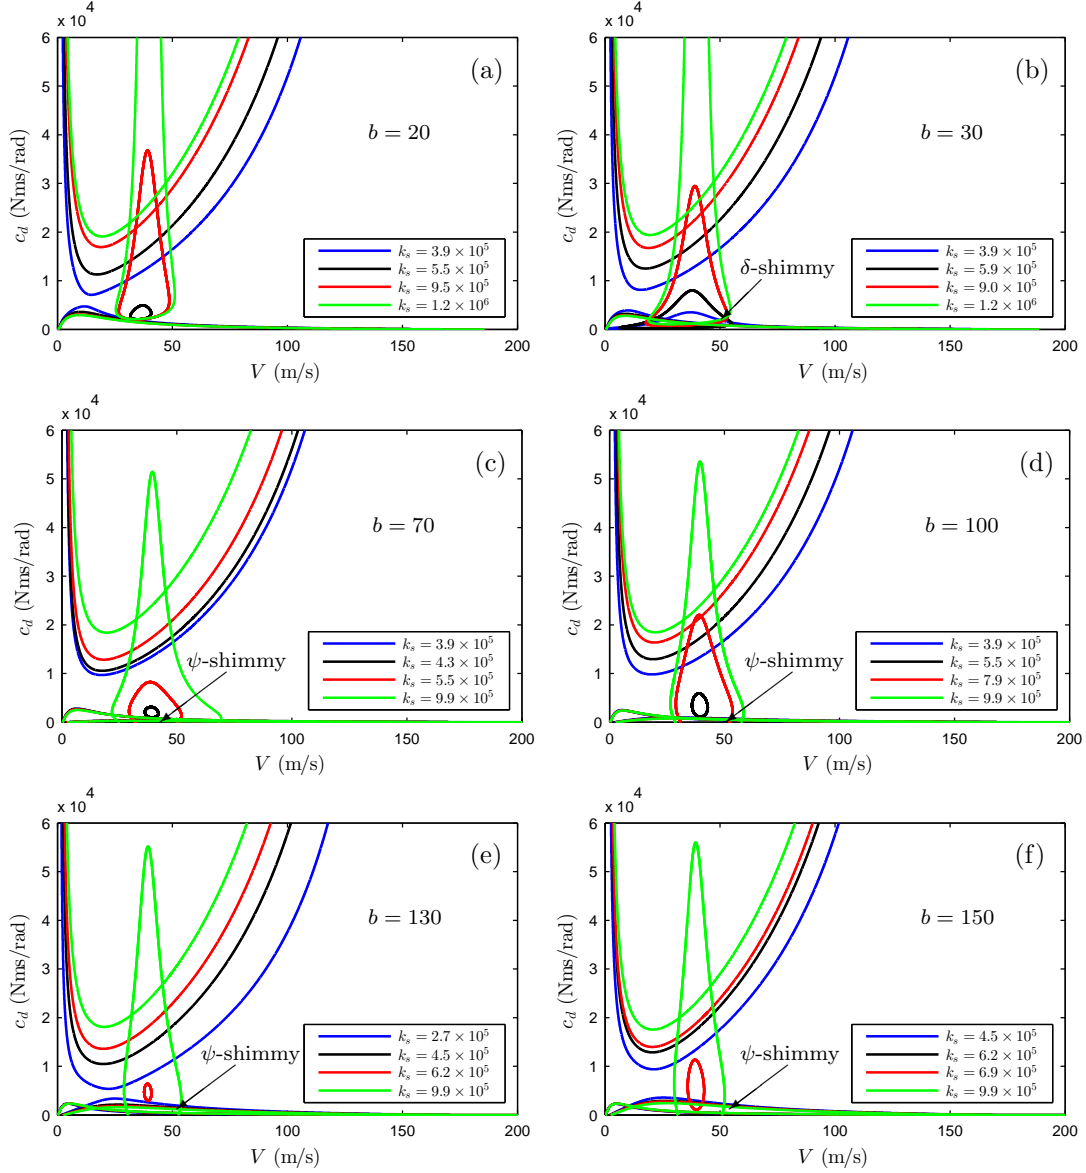 x 10^4
(a)
b = 20
c_d (Nms/rad)
6
5
4
3
2
1
0
k_s = 3.9 × 10^5
k_s = 5.5 × 10^5
k_s = 9.5 × 10^5
k_s = 1.2 × 10^6
0 50 100 150 200
V (m/s)
x 10^4
(b)
b = 30
c_d (Nms/rad)
6
5
4
3
2
1
0
δ-shimmy
k_s = 3.9 × 10^5
k_s = 5.9 × 10^5
k_s = 9.0 × 10^5
k_s = 1.2 × 10^6
0 50 100 150 200
V (m/s)
x 10^4
(c)
b = 70
c_d (Nms/rad)
6
5
4
3
2
1
0
ψ-shimmy
k_s = 3.9 × 10^5
k_s = 4.3 × 10^5
k_s = 5.5 × 10^5
k_s = 9.9 × 10^5
0 50 100 150 200
V (m/s)
x 10^4
(d)
b = 100
c_d (Nms/rad)
6
5
4
3
2
1
0
ψ-shimmy
k_s = 3.9 × 10^5
k_s = 5.5 × 10^5
k_s = 7.9 × 10^5
k_s = 9.9 × 10^5
0 50 100 150 200
V (m/s)
x 10^4
(e)
b = 130
c_d (Nms/rad)
6
5
4
3
2
1
0
ψ-shimmy
k_s = 2.7 × 10^5
k_s = 4.5 × 10^5
k_s = 6.2 × 10^5
k_s = 9.9 × 10^5
0 50 100 150 200
V (m/s)
x 10^4
(f)
b = 150
c_d (Nms/rad)
6
5
4
3
2
1
0
ψ-shimmy
k_s = 4.5 × 10^5
k_s = 6.2 × 10^5
k_s = 6.9 × 10^5
k_s = 9.9 × 10^5
0 50 100 150 200
V (m/s)